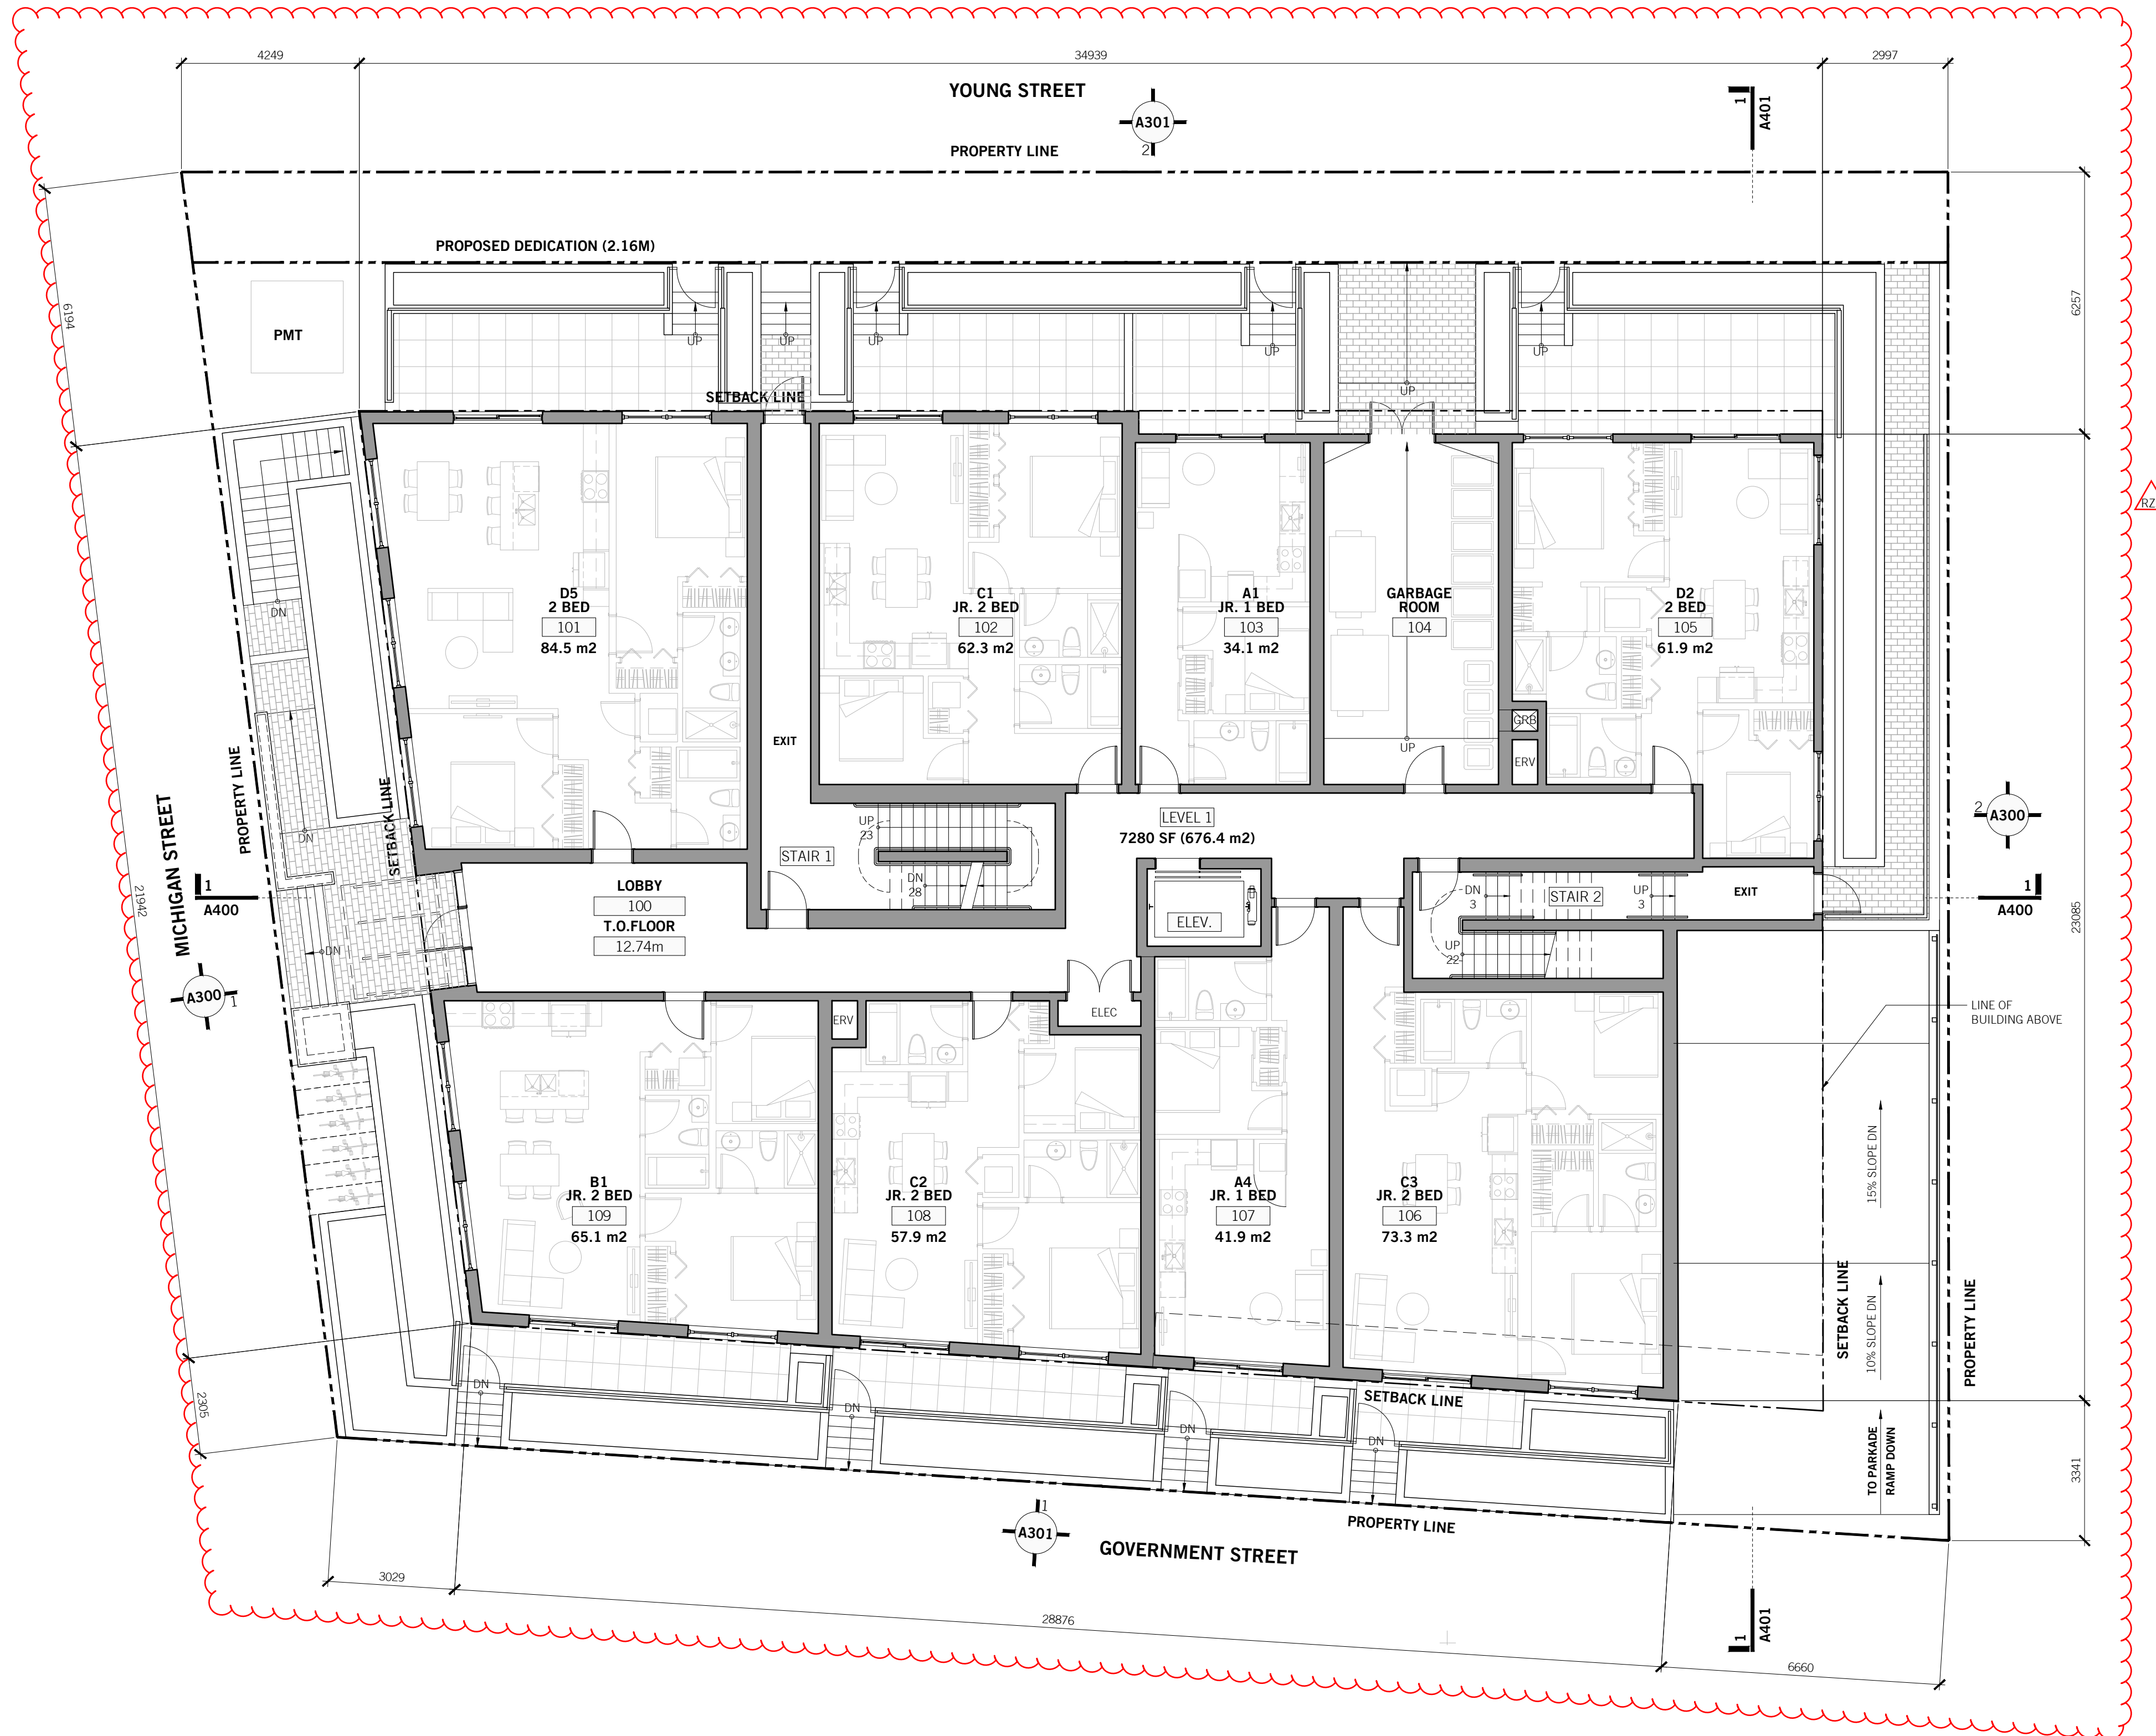 4249
34939
2997
YOUNG STREET
A301
2
1
A401
PROPERTY LINE
PROPOSED DEDICATION (2.16M)
6194
6257
PMT
UP
UP
UP
UP
UP
UP
SETBACK LINE
RZ
D5
2 BED
101
84.5 m2
C1
JR. 2 BED
102
62.3 m2
A1
JR. 1 BED
103
34.1 m2
GARBAGE
ROOM
104
D2
2 BED
105
61.9 m2
DN
GRB
ERV
UP
EXIT
PROPERTY LINE
SETBACK LINE
MICHIGAN STREET
DN
UP
23
STAIR 1
DN
28
LEVEL 1
7280 SF (676.4 m2)
2
A300
1
A400
21942
LOBBY
100
T.O.FLOOR
12.74m
ELEV.
DN
3
STAIR 2
UP
3
EXIT
1
A400
23085
UP
22
DN
A300
1
ERV
ELEC
LINE OF
BUILDING ABOVE
B1
JR. 2 BED
109
65.1 m2
C2
JR. 2 BED
108
57.9 m2
A4
JR. 1 BED
107
41.9 m2
C3
JR. 2 BED
106
73.3 m2
15% SLOPE DN
10% SLOPE DN
SETBACK LINE
PROPERTY LINE
2305
DN
DN
DN
DN
SETBACK LINE
TO PARKADE
RAMP DOWN
3341
1
A301
PROPERTY LINE
GOVERNMENT STREET
3029
28876
6660
1
A401